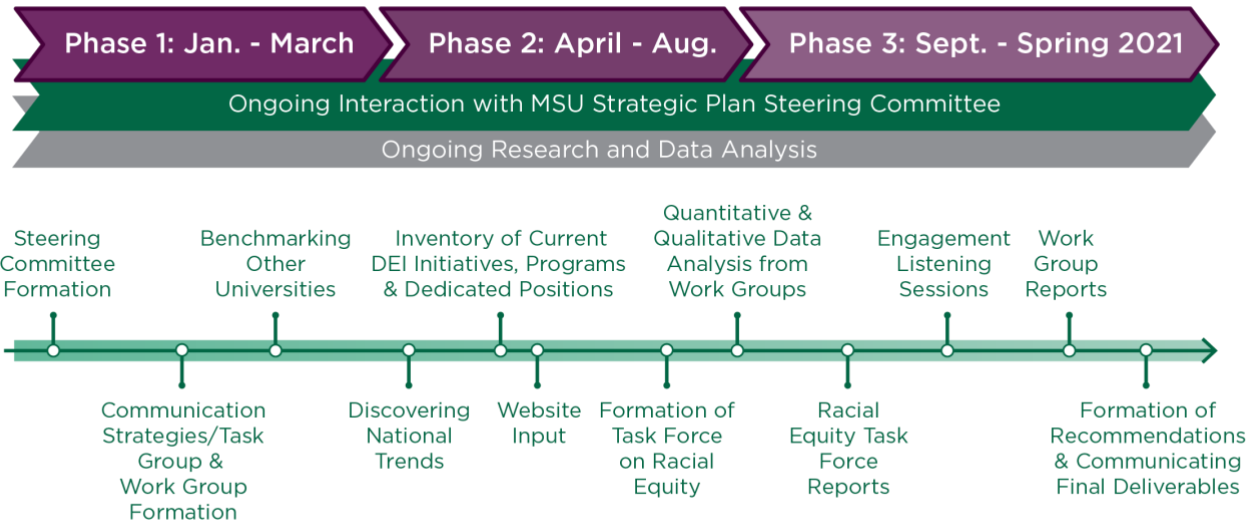 Phase 1: Jan. - March
Phase 2: April - Aug.
Phase 3: Sept. - Spring 2021
Ongoing Interaction with MSU Strategic Plan Steering Committee
Ongoing Research and Data Analysis
Steering
Committee
Formation
Communication
Strategies/Task
Group &
Work Group
Formation
Benchmarking
Other
Universities
Discovering
National
Trends
Inventory of Current
DEI Initiatives, Programs
& Dedicated Positions
Website
Input
Formation of
Task Force
on Racial
Equity
Quantitative &
Qualitative Data
Analysis from
Work Groups
Racial
Equity Task
Force
Reports
Engagement
Listening
Sessions
Work
Group
Reports
Formation of
Recommendations
& Communicating
Final Deliverables